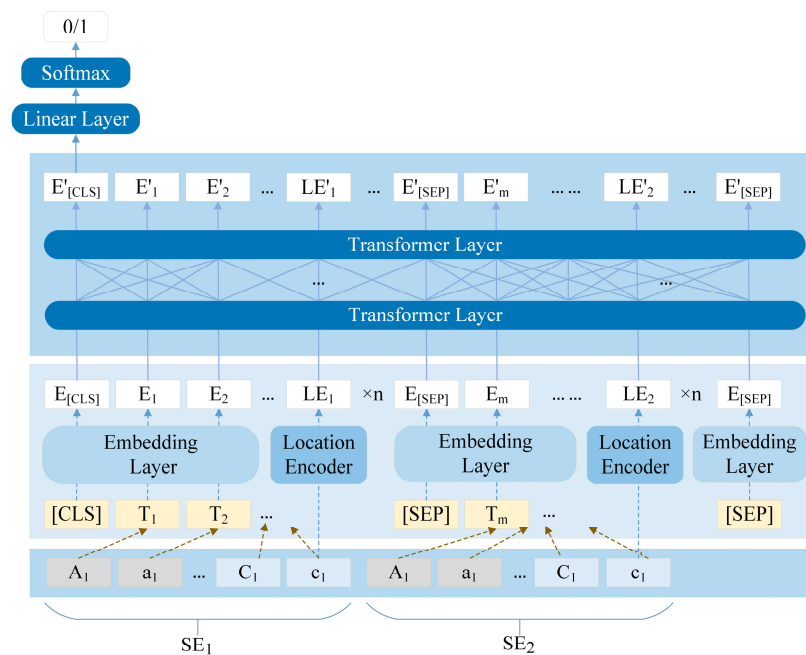 0/1
Softmax
Linear Layer
E'[CLS] E'1 E'2 ... LE'1 ... E'[SEP] E'm ... ... LE'2 ... E'[SEP]
Transformer Layer
... ...
Transformer Layer
E[CLS] E1 E2 ... LE1 ×n E[SEP] Em ... ... LE2 ×n E[SEP]
Embedding Layer Location Encoder Embedding Layer Location Encoder Embedding Layer
[CLS] T1 T2 ... [SEP] Tm ... [SEP]
A1 a1 ... C1 c1 A1 a1 ... C1 c1
SE1 SE2